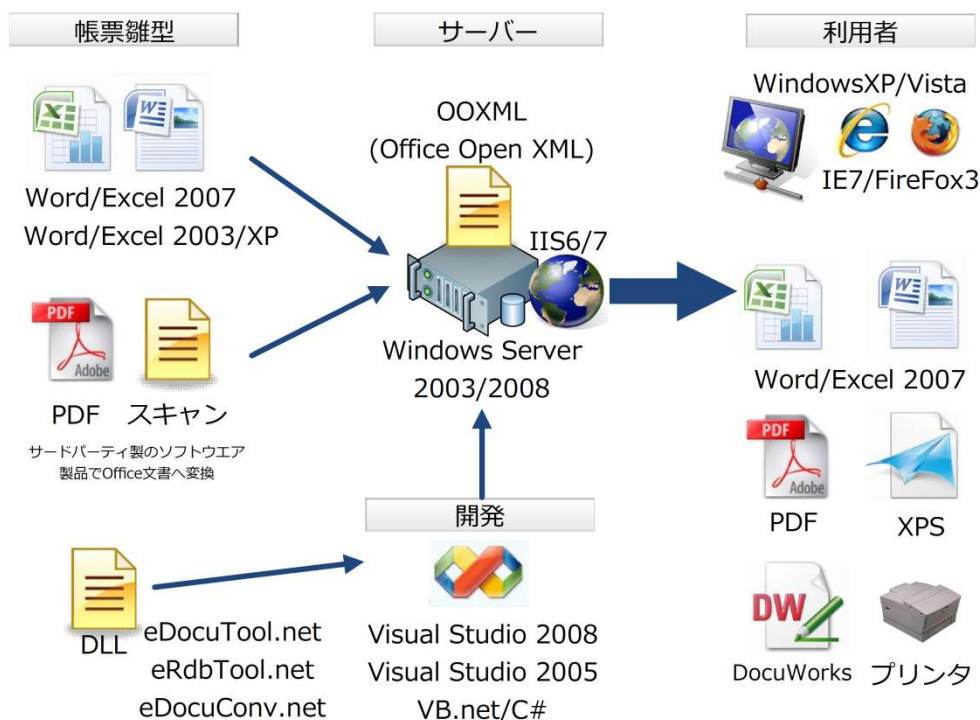 帳票雛型
Word/Excel 2007
Word/Excel 2003/XP
PDF
Adobe
PDF スキャン
サードパーティ製のソフトウエア
製品でOffice文書へ変換
DLL
eDocuTool.net
eRdbTool.net
eDocuConv.net
サーバー
OOXML
(Office Open XML)
IIS6/7
Windows Server
2003/2008
開発
Visual Studio 2008
Visual Studio 2005
VB.net/C#
利用者
WindowsXP/Vista
IE7/FireFox3
Word/Excel 2007
PDF
Adobe
PDF
XPS
DW
DocuWorks
プリンタ